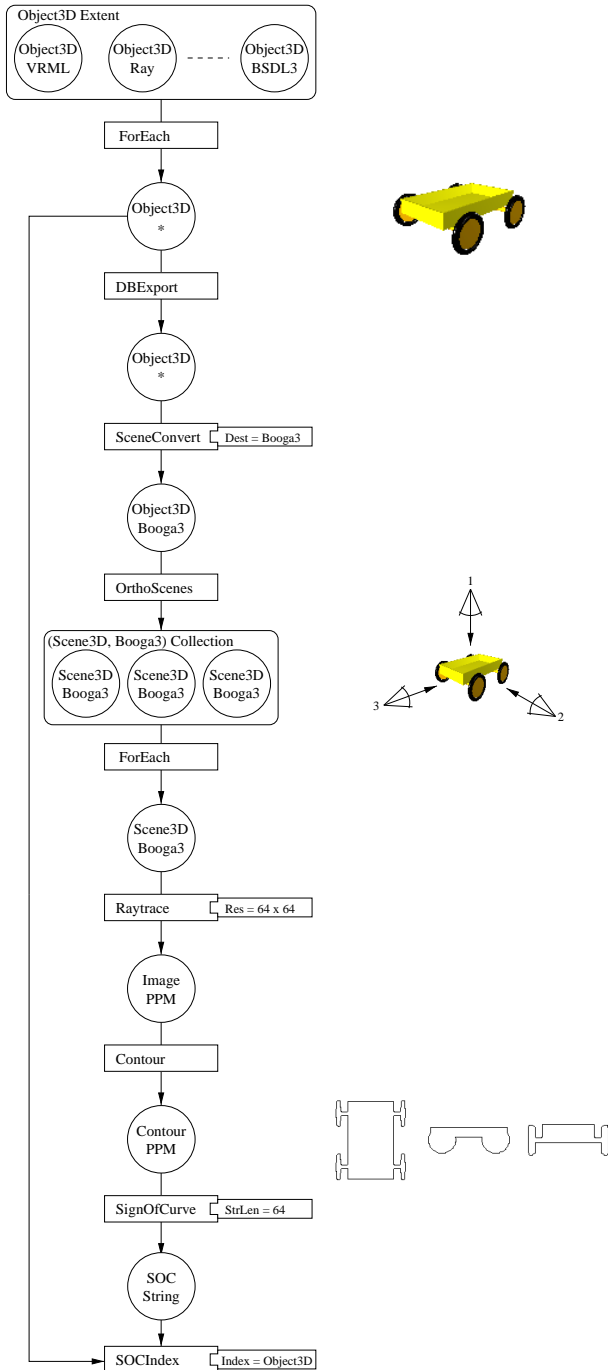 Object3D Extent
Object3D
VRML
Object3D
Ray
Object3D
BSDL3
ForEach
Object3D
*
DBExport
Object3D
*
SceneConvert
Dest = Booga3
Object3D
Booga3
OrthoScenes
1
(Scene3D, Booga3) Collection
Scene3D
Booga3
Scene3D
Booga3
Scene3D
Booga3
3
2
ForEach
Scene3D
Booga3
Raytrace
Res = 64 x 64
Image
PPM
Contour
Contour
PPM
SignOfCurve
StrLen = 64
SOC
String
SOCIndex
Index = Object3D